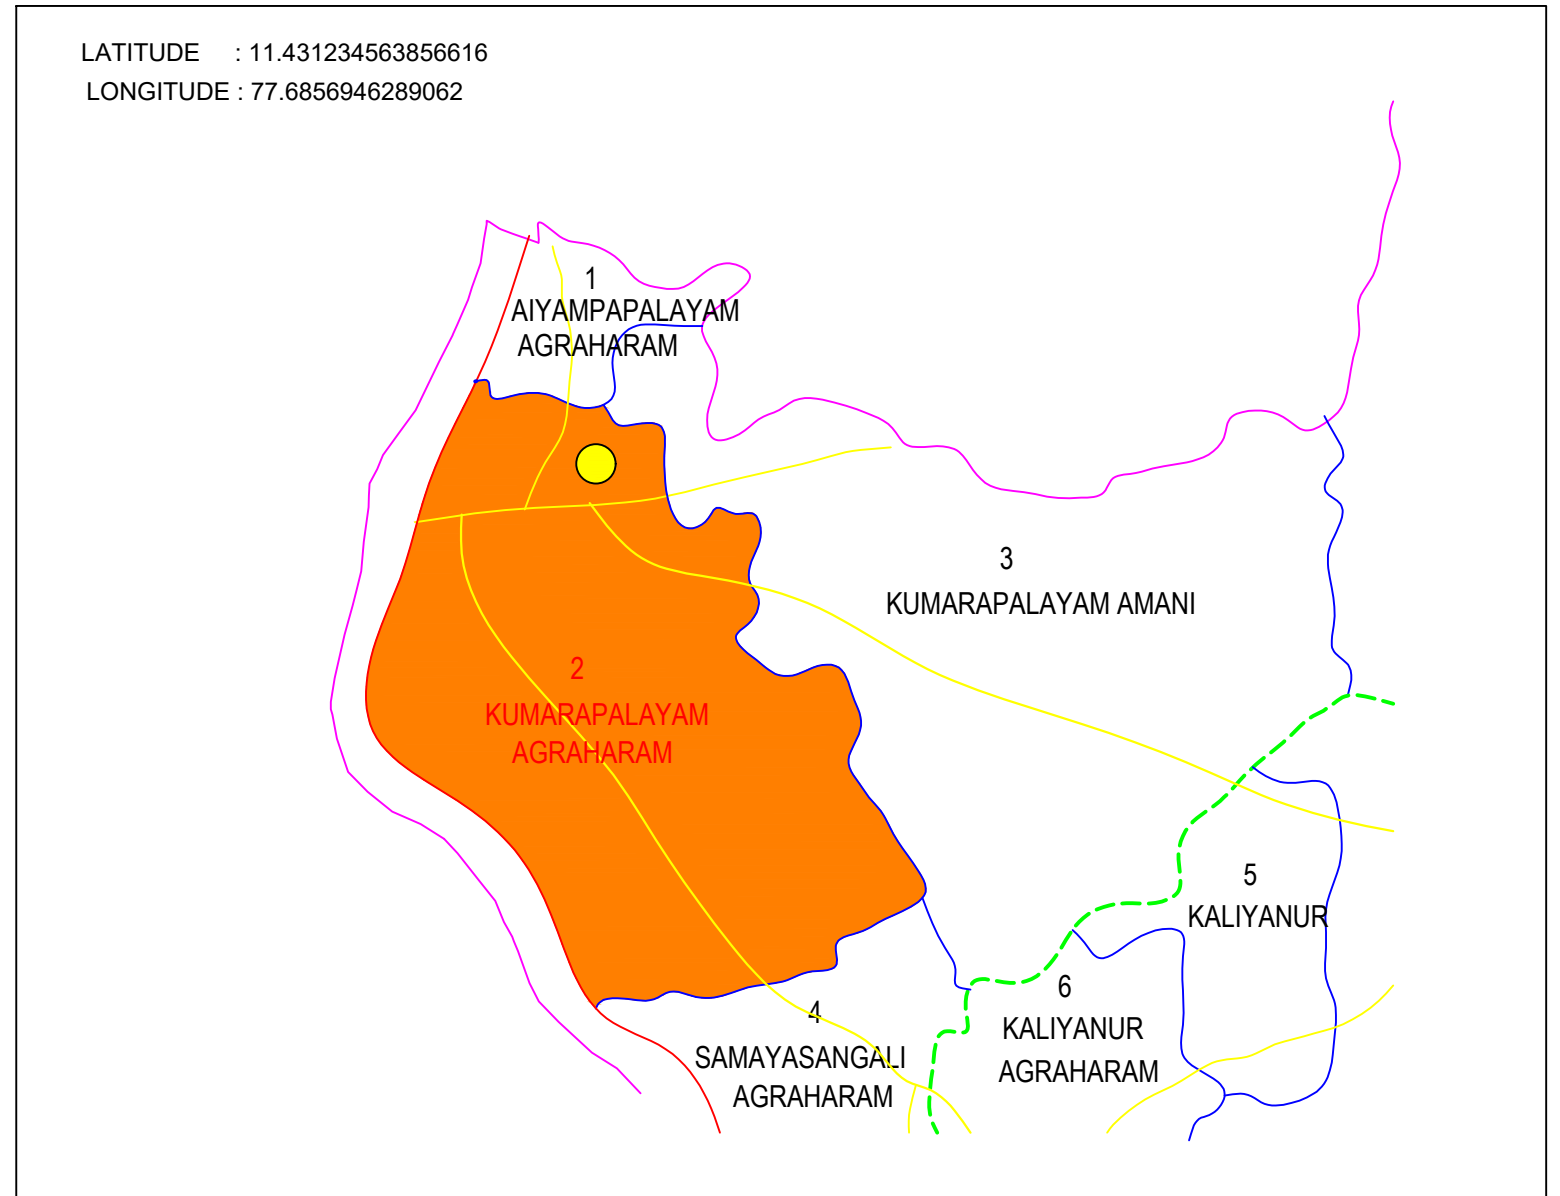 LATITUDE : 11.431234563856616
LONGITUDE : 77.6856946289062
1
AIYAMPAPALAYAM
AGRAHARAM
3
KUMARAPALAYAM AMANI
2
KUMARAPALAYAM
AGRAHARAM
5
KALIYANUR
6
KALIYANUR
AGRAHARAM
4
SAMAYASANGALI
AGRAHARAM